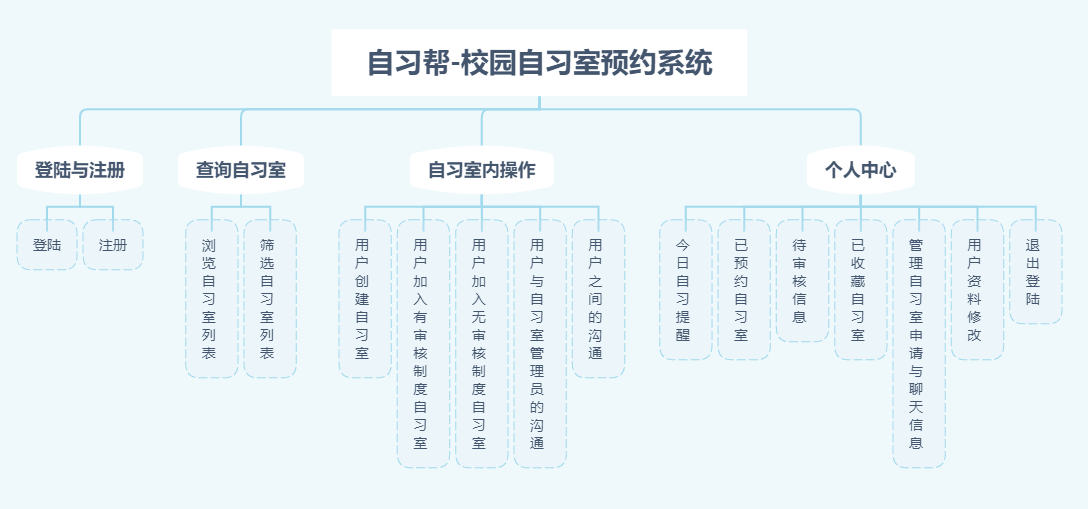 自习帮-校园自习室预约系统
登陆与注册
查询自习室
自习室内操作
个人中心
登陆
注册
浏览自习室列表
筛选自习室列表
用户创建自习室
用户加入有审核制度自习室
用户加入无审核制度自习室
用户与自习室管理员的沟通
用户之间的沟通
今日自习提醒
已预约自习室
待审核信息
已收藏自习室
管理自习室申请与聊天信息
用户资料修改
退出登陆